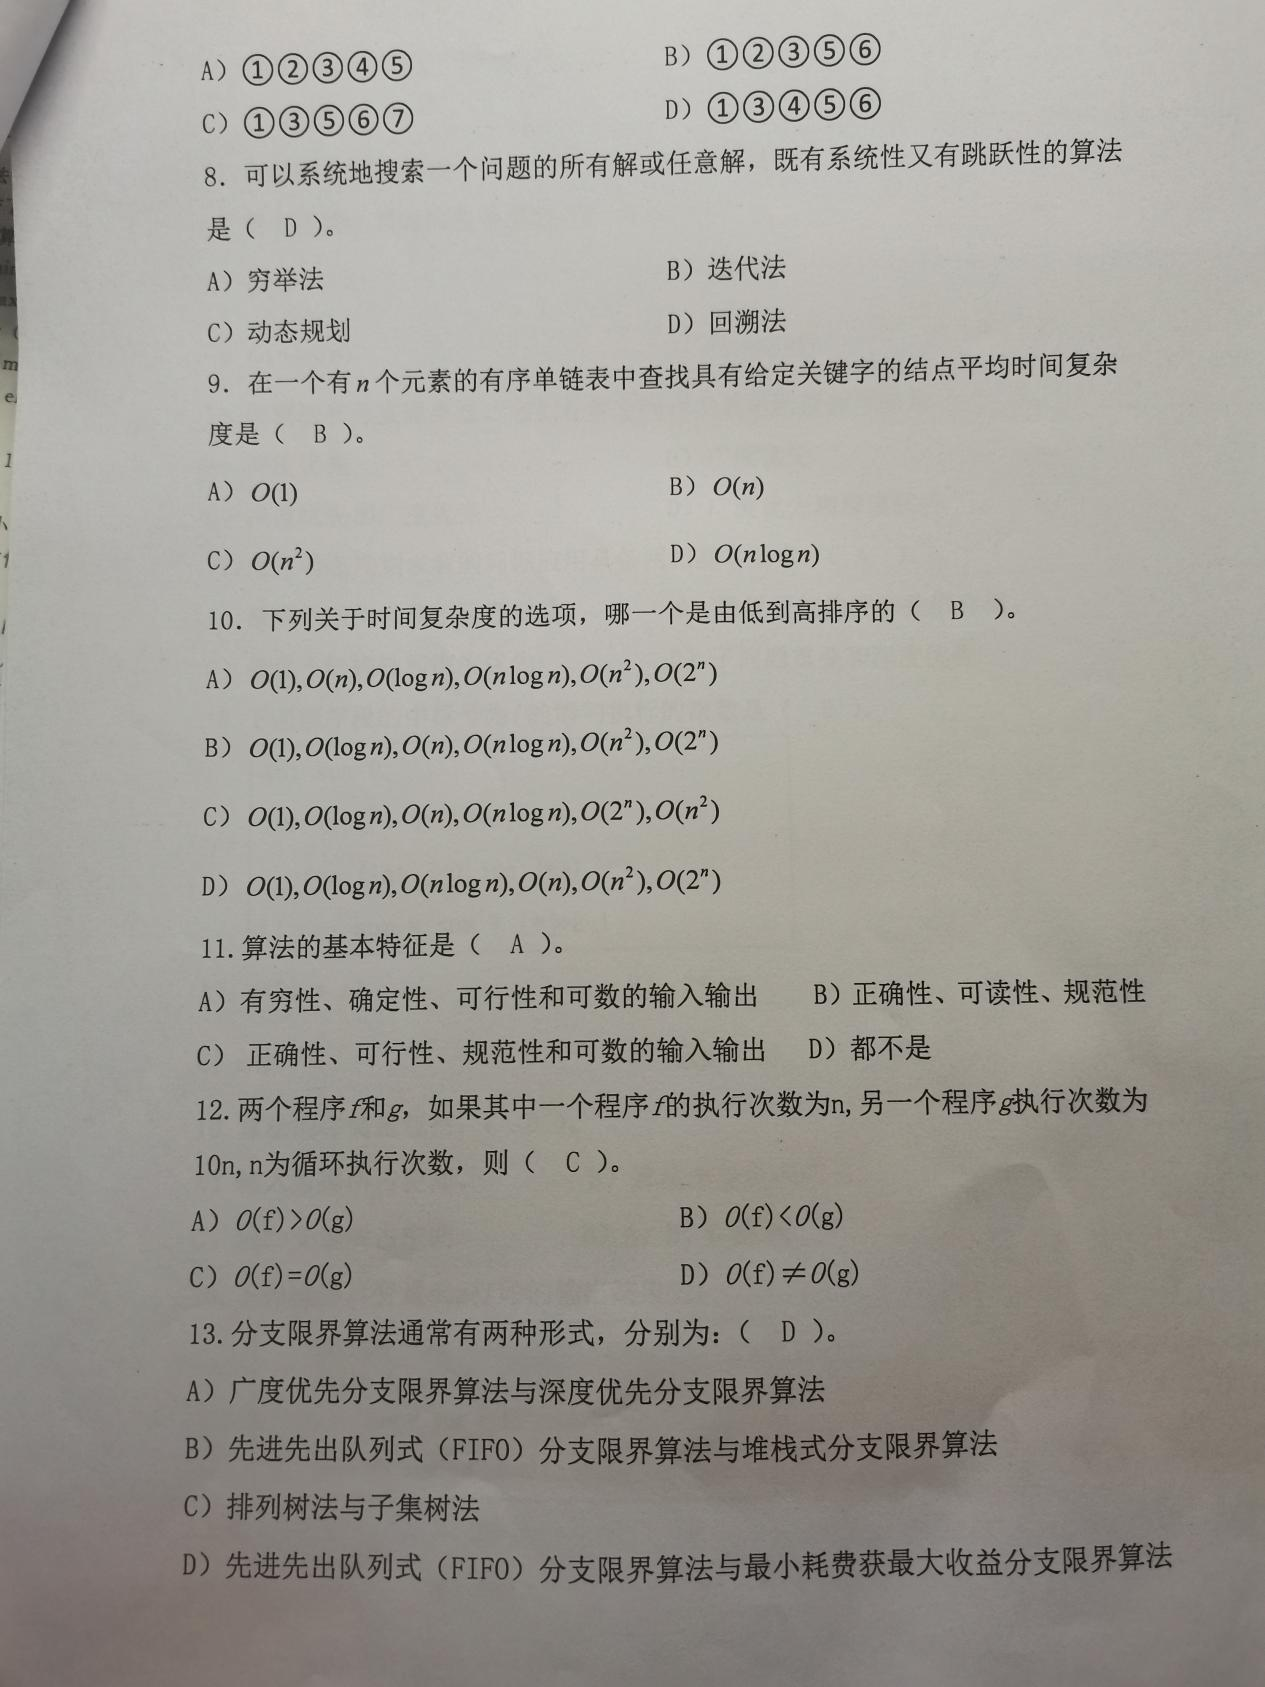 A）①②③④⑤ B）①②③⑤⑥
C）①③⑤⑥⑦ D）①③④⑤⑥
8．可以系统地搜索一个问题的所有解或任意解，既有系统性又有跳跃性的算法
是（ D ）。
A）穷举法 B）迭代法
C）动态规划 D）回溯法
9．在一个有n个元素的有序单链表中查找具有给定关键字的结点平均时间复杂
度是（ B ）。
A）O(1) B）O(n)
C）O(n²) D）O(nlogn)
10．下列关于时间复杂度的选项，哪一个是由低到高排序的（ B ）。
A）O(1),O(n),O(logn),O(nlogn),O(n²),O(2ⁿ)
B）O(1),O(logn),O(n),O(nlogn),O(n²),O(2ⁿ)
C）O(1),O(logn),O(n),O(nlogn),O(2ⁿ),O(n²)
D）O(1),O(logn),O(nlogn),O(n),O(n²),O(2ⁿ)
11.算法的基本特征是（ A ）。
A）有穷性、确定性、可行性和可数的输入输出 B）正确性、可读性、规范性
C） 正确性、可行性、规范性和可数的输入输出 D）都不是
12.两个程序f和g，如果其中一个程序f的执行次数为n,另一个程序g执行次数为
10n,n为循环执行次数，则（ C ）。
A）O(f)>O(g) B）O(f)<O(g)
C）O(f)=O(g) D）O(f)≠O(g)
13.分支限界算法通常有两种形式，分别为:（ D ）。
A）广度优先分支限界算法与深度优先分支限界算法
B）先进先出队列式（FIFO）分支限界算法与堆栈式分支限界算法
C）排列树法与子集树法
D）先进先出队列式（FIFO）分支限界算法与最小耗费获最大收益分支限界算法